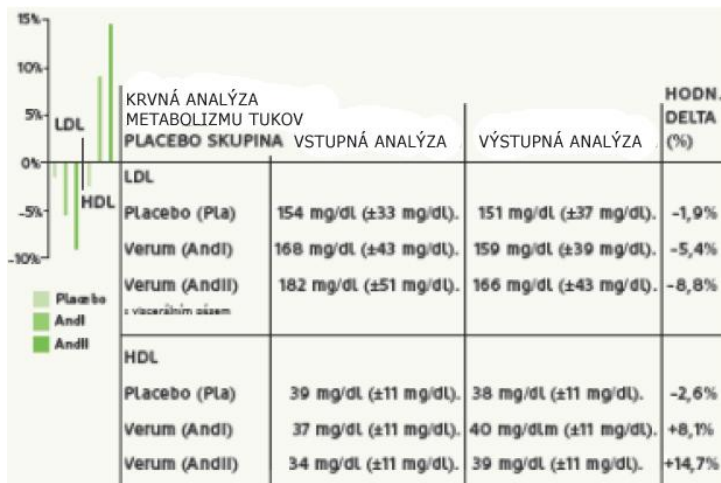 15%
10%
5%
0%
-5%
-10%
LDL
HDL
Placebo
AndI
AndII
KRVNÁ ANALÝZA
METABOLIZMU TUKOV
PLACEBO SKUPINA VSTUPNÁ ANALÝZA VÝSTUPNÁ ANALÝZA HODN. DELTA (%)
LDL
Placebo (Pla) 154 mg/dl (±33 mg/dl). 151 mg/dl (±37 mg/dl). -1,9%
Verum (AndI) 168 mg/dl (±43 mg/dl). 159 mg/dl (±39 mg/dl). -5,4%
Verum (AndII) 182 mg/dl (±51 mg/dl). 166 mg/dl (±43 mg/dl). -8,8%
s viscerálním pásem
HDL
Placebo (Pla) 39 mg/dl (±11 mg/dl). 38 mg/dl (±11 mg/dl). -2,6%
Verum (AndI) 37 mg/dl (±11 mg/dl). 40 mg/dlm (±11 mg/dl). +8,1%
Verum (AndII) 34 mg/dl (±11 mg/dl). 39 mg/dl (±11 mg/dl). +14,7%